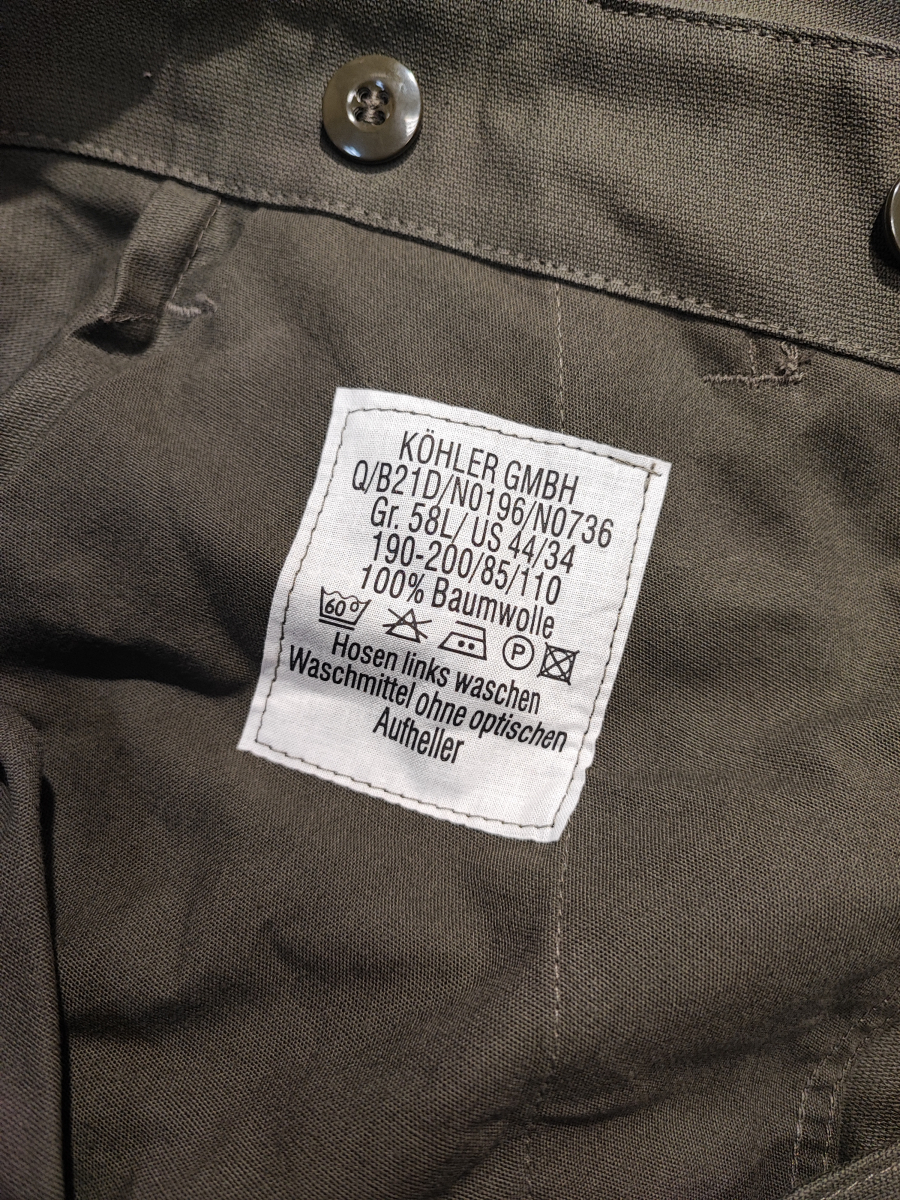 KÖHLER GMBH
Q/B21D/N0196/N0736
Gr. 58L/ US 44/34
190-200/85/110
100% Baumwolle
60 P
Hosen links waschen
Waschmittel ohne optischen
Aufheller